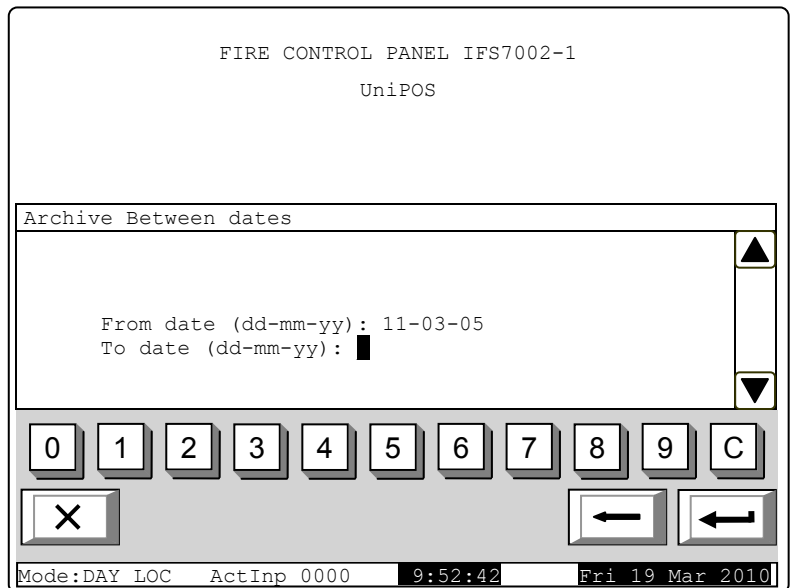 FIRE CONTROL PANEL IFS7002-1
UniPOS
Archive Between dates
From date (dd-mm-yy): 11-03-05
To date (dd-mm-yy):
0 1 2 3 4 5 6 7 8 9 C
Mode:DAY LOC ActInp 0000 9:52:42 Fri 19 Mar 2010